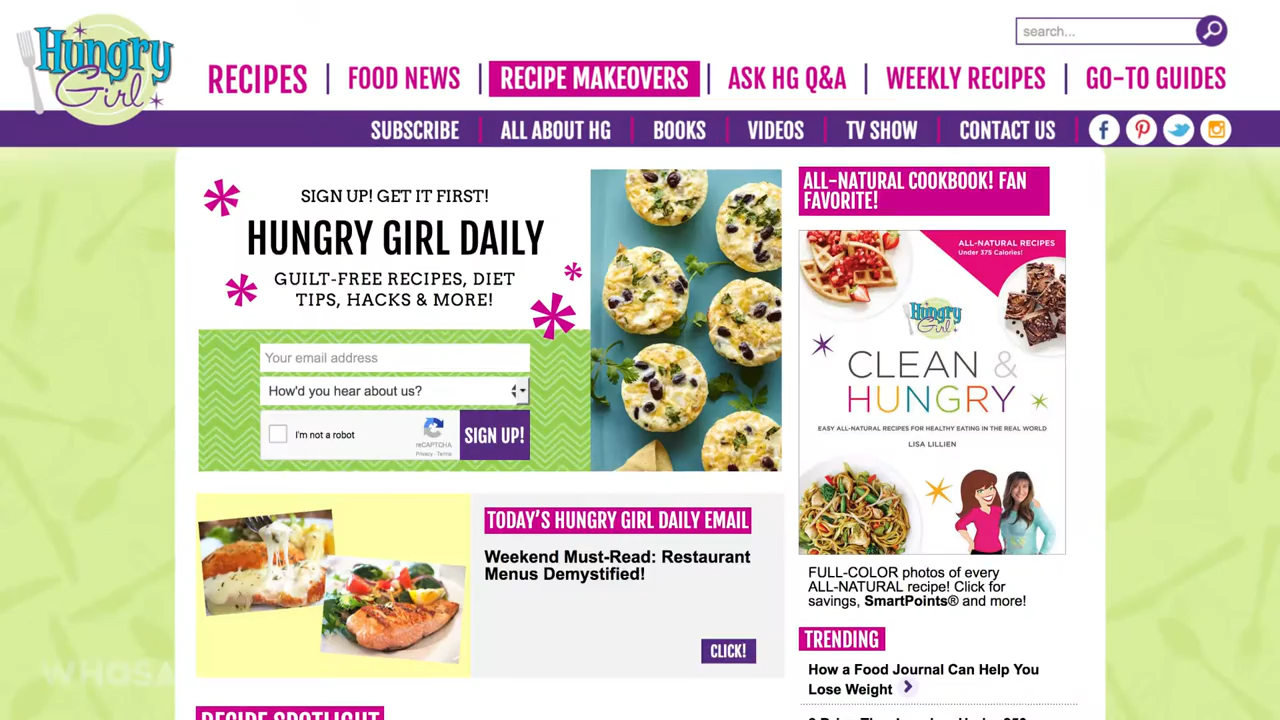 Hungry
Girl
search...
RECIPES
FOOD NEWS
RECIPE MAKEOVERS
ASK HG Q&A
WEEKLY RECIPES
GO-TO GUIDES
SUBSCRIBE
ALL ABOUT HG
BOOKS
VIDEOS
TV SHOW
CONTACT US
SIGN UP! GET IT FIRST!
HUNGRY GIRL DAILY
GUILT-FREE RECIPES, DIET
TIPS, HACKS & MORE!
Your email address
How'd you hear about us?
I'm not a robot
reCAPTCHA
Privacy - Terms
SIGN UP!
TODAY'S HUNGRY GIRL DAILY EMAIL
Weekend Must-Read: Restaurant
Menus Demystified!
CLICK!
ALL-NATURAL COOKBOOK! FAN
FAVORITE!
ALL-NATURAL RECIPES
Under 375 Calories!
Hungry
Girl
CLEAN &
HUNGRY
EASY ALL-NATURAL RECIPES FOR HEALTHY EATING IN THE REAL WORLD
LISA LILLIEN
FULL-COLOR photos of every
ALL-NATURAL recipe! Click for
savings, SmartPoints® and more!
TRENDING
How a Food Journal Can Help You
Lose Weight
RECIPE SPOTLIGHT